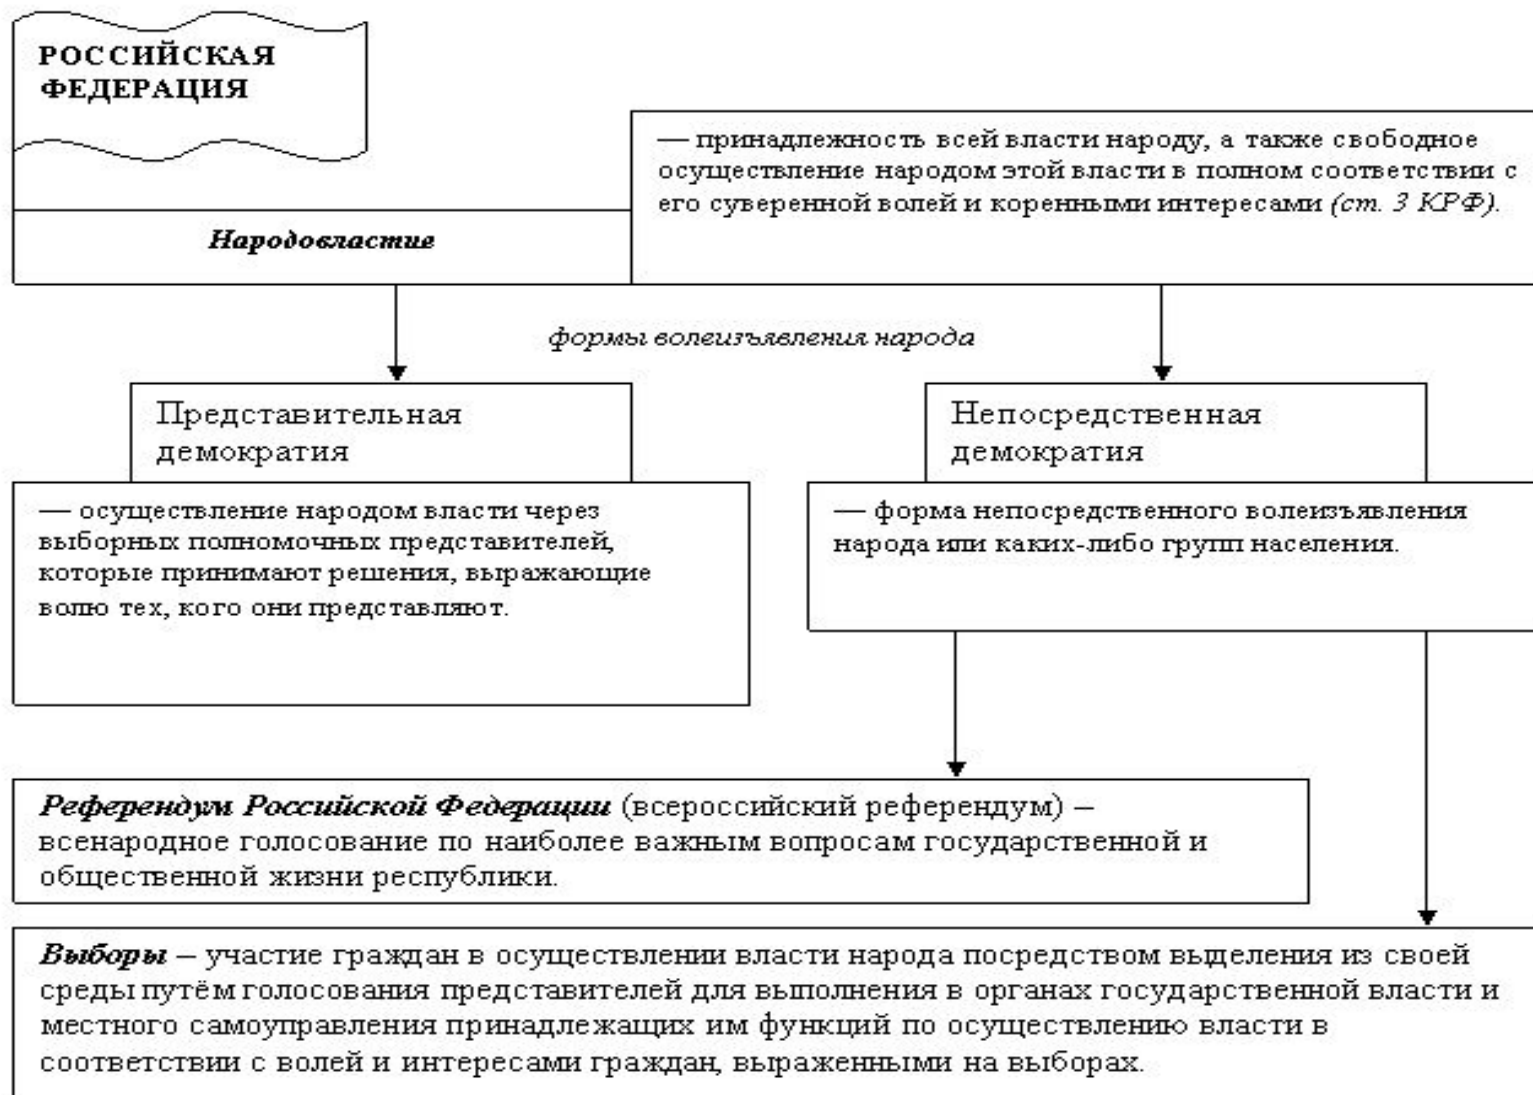 РОССИЙСКАЯ
ФЕДЕРАЦИЯ
— принадлежность всей власти народу, а также свободное
осуществление народом этой власти в полном соответствии с
его суверенной волей и коренными интересами (ст. 3 КРФ).
Народовластие
формы волеизъявления народа
Представительная
демократия
— осуществление народом власти через
выборных полномочных представителей,
которые принимают решения, выражающие
волю тех, кого они представляют.
Непосредственная
демократия
— форма непосредственного волеизъявления
народа или каких-либо групп населения.
Референдум Российской Федерации (всероссийский референдум) –
всенародное голосование по наиболее важным вопросам государственной и
общественной жизни республики.
Выборы – участие граждан в осуществлении власти народа посредством выделения из своей
среды путём голосования представителей для выполнения в органах государственной власти и
местного самоуправления принадлежащих им функций по осуществлению власти в
соответствии с волей и интересами граждан, выраженными на выборах.